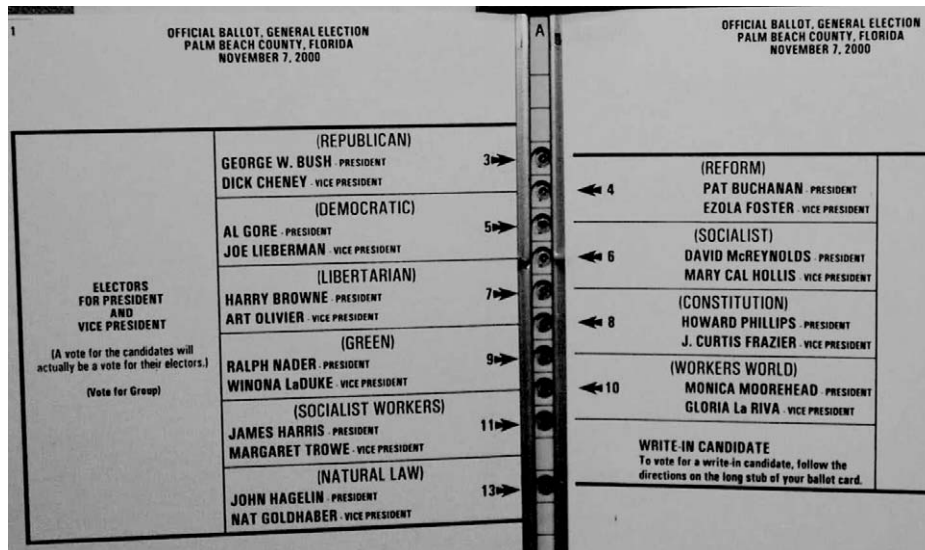 1
OFFICIAL BALLOT, GENERAL ELECTION
PALM BEACH COUNTY, FLORIDA
NOVEMBER 7, 2000
ELECTORS
FOR PRESIDENT
AND
VICE PRESIDENT
(A vote for the candidates will
actually be a vote for their electors.)
(Vote for Group)
(REPUBLICAN)
GEORGE W. BUSH - PRESIDENT
DICK CHENEY - VICE PRESIDENT
3
(DEMOCRATIC)
AL GORE - PRESIDENT
JOE LIEBERMAN - VICE PRESIDENT
5
(LIBERTARIAN)
HARRY BROWNE - PRESIDENT
ART OLIVIER - VICE PRESIDENT
7
(GREEN)
RALPH NADER - PRESIDENT
WINONA LaDUKE - VICE PRESIDENT
9
(SOCIALIST WORKERS)
JAMES HARRIS - PRESIDENT
MARGARET TROWE - VICE PRESIDENT
11
(NATURAL LAW)
JOHN HAGELIN - PRESIDENT
NAT GOLDHABER - VICE PRESIDENT
13
A
OFFICIAL BALLOT, GENERAL ELECTION
PALM BEACH COUNTY, FLORIDA
NOVEMBER 7, 2000
(REFORM)
4
PAT BUCHANAN - PRESIDENT
EZOLA FOSTER - VICE PRESIDENT
(SOCIALIST)
6
DAVID McREYNOLDS - PRESIDENT
MARY CAL HOLLIS - VICE PRESIDENT
(CONSTITUTION)
8
HOWARD PHILLIPS - PRESIDENT
J. CURTIS FRAZIER - VICE PRESIDENT
(WORKERS WORLD)
10
MONICA MOOREHEAD - PRESIDENT
GLORIA La RIVA - VICE PRESIDENT
WRITE-IN CANDIDATE
To vote for a write-in candidate, follow the
directions on the long stub of your ballot card.